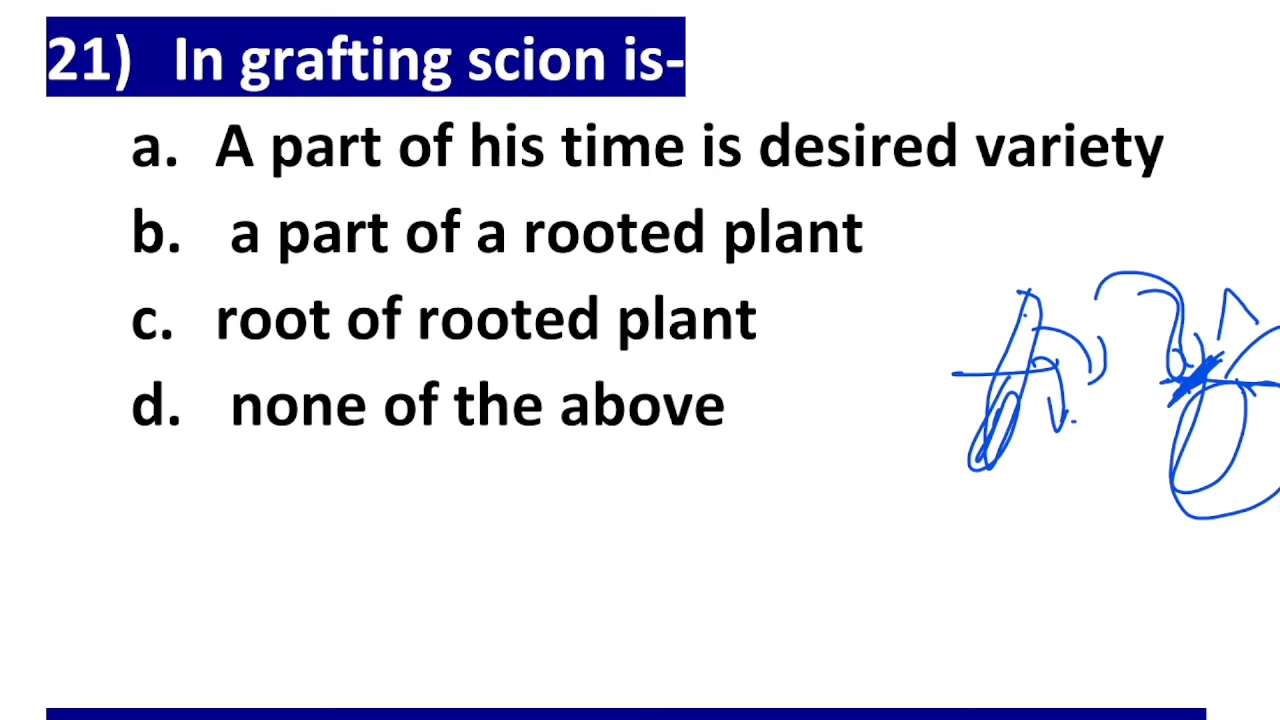 21) In grafting scion is-
a. A part of his time is desired variety
b. a part of a rooted plant
c. root of rooted plant
d. none of the above